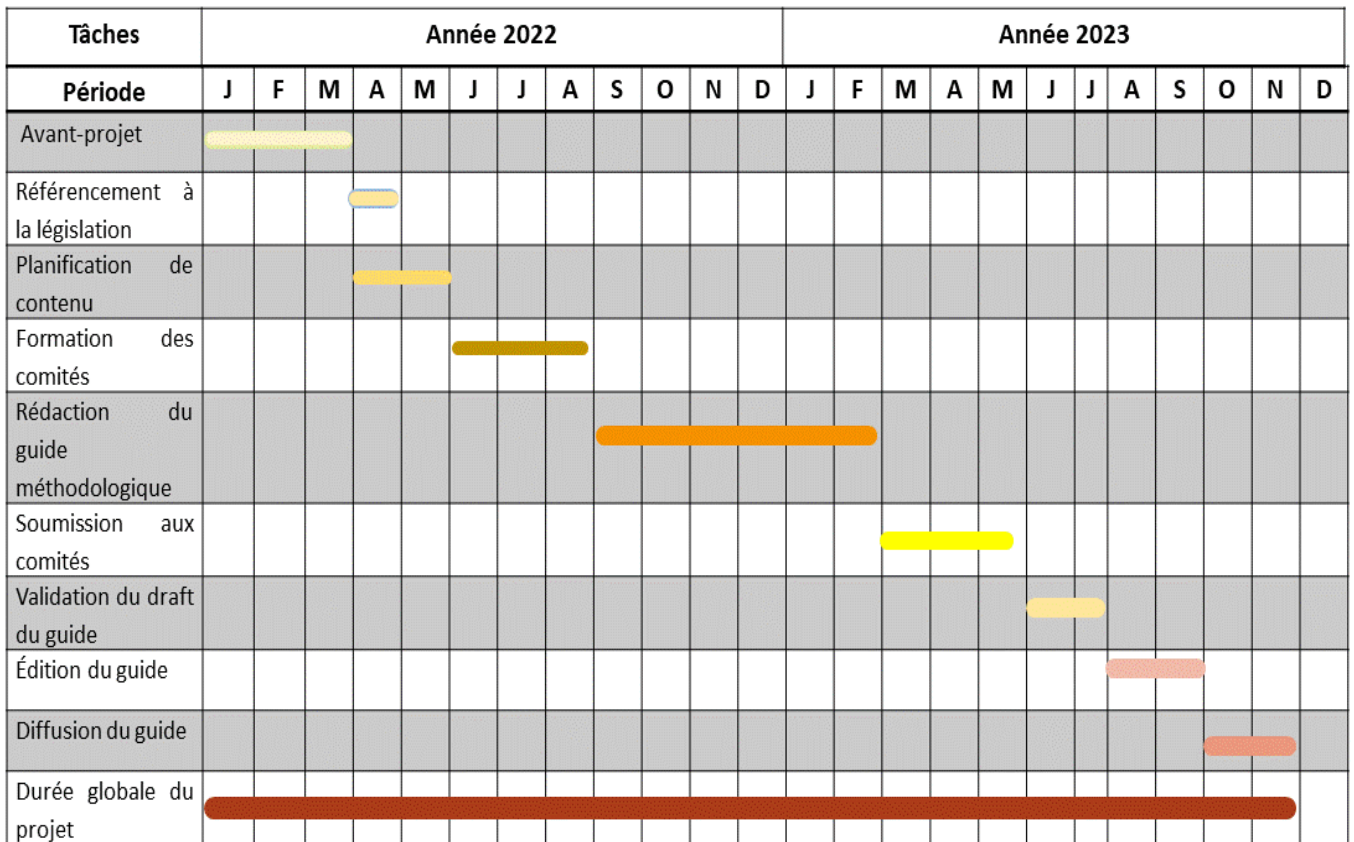 Tâches Année 2022 Année 2023
Période J F M A M J J A S O N D J F M A M J J A S O N D
Avant-projet
Référencement à
la législation
Planification de
contenu
Formation des
comités
Rédaction du
guide
méthodologique
Soumission aux
comités
Validation du draft
du guide
Édition du guide
Diffusion du guide
Durée globale du
projet